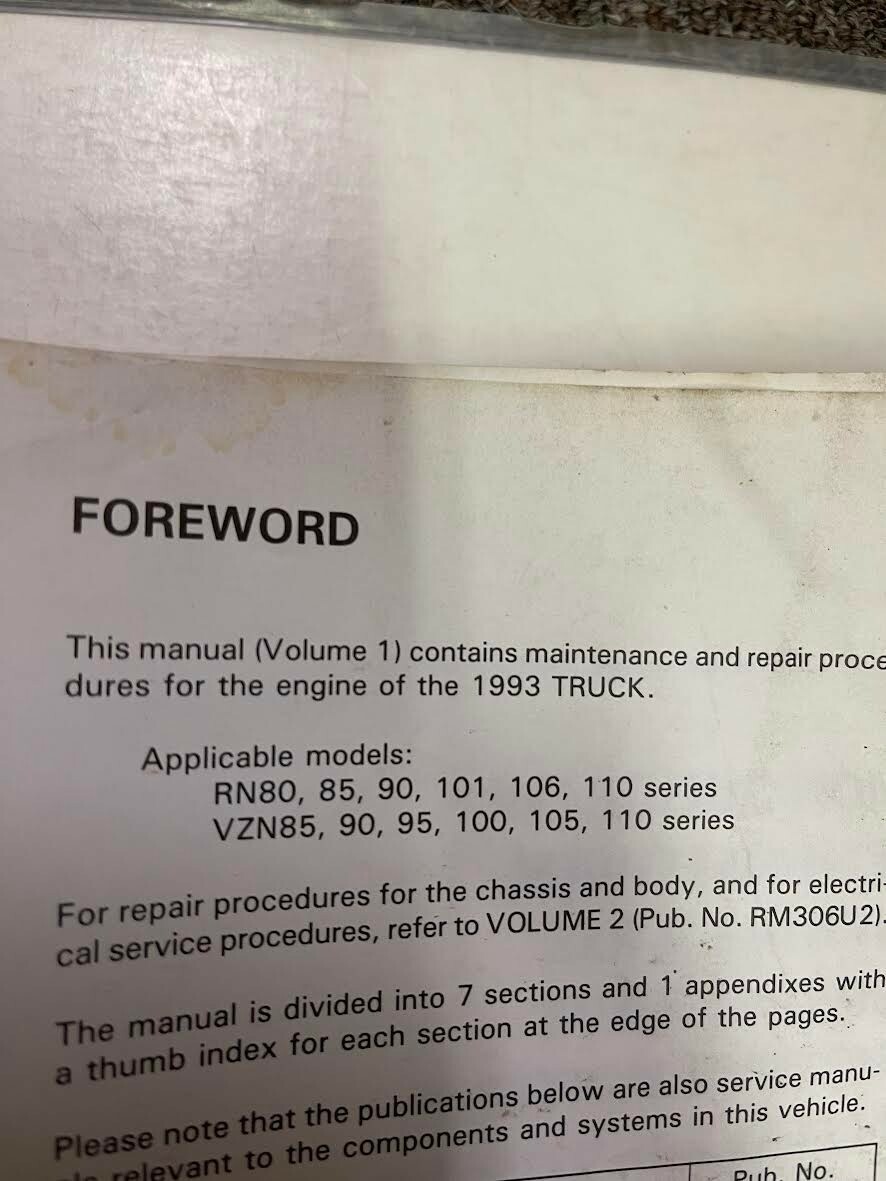 FOREWORD
This manual (Volume 1) contains maintenance and repair proce
dures for the engine of the 1993 TRUCK.
Applicable models:
RN80, 85, 90, 101, 106, 110 series
VZN85, 90, 95, 100, 105, 110 series
For repair procedures for the chassis and body, and for electri-
cal service procedures, refer to VOLUME 2 (Pub. No. RM306U2).
The manual is divided into 7 sections and 1 appendixes with
a thumb index for each section at the edge of the pages.
Please note that the publications below are also service manu-
relevant to the components and systems in this vehicle.
Pub. No.